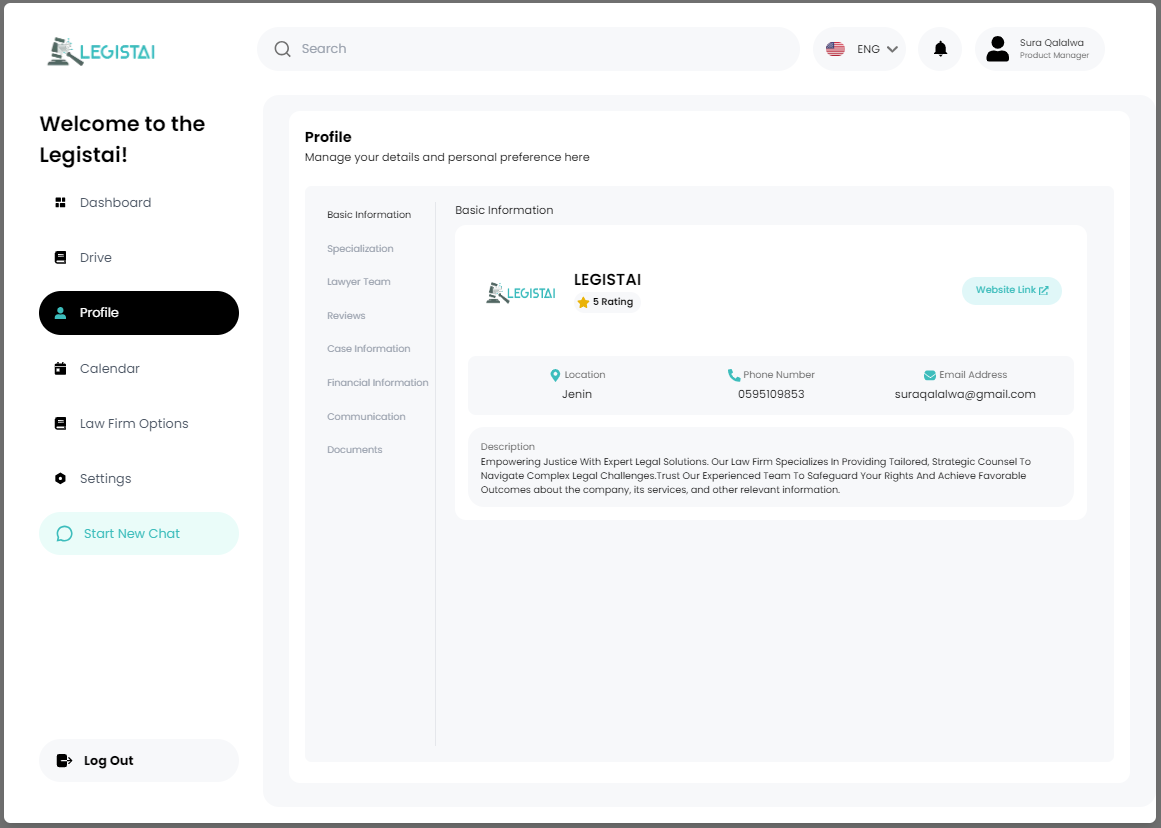 LEGISTAI
Search
ENG
Sura Qalalwa
Product Manager
Welcome to the
Legistai!
Dashboard
Drive
Profile
Calendar
Law Firm Options
Settings
Start New Chat
Log Out
Profile
Manage your details and personal preference here
Basic Information
Specialization
Lawyer Team
Reviews
Case Information
Financial Information
Communication
Documents
Basic Information
LEGISTAI
LEGISTAI
5 Rating
Website Link
Location
Jenin
Phone Number
0595109853
Email Address
suraqalalwa@gmail.com
Description
Empowering Justice With Expert Legal Solutions. Our Law Firm Specializes In Providing Tailored, Strategic Counsel To
Navigate Complex Legal Challenges.Trust Our Experienced Team To Safeguard Your Rights And Achieve Favorable
Outcomes about the company, its services, and other relevant information.